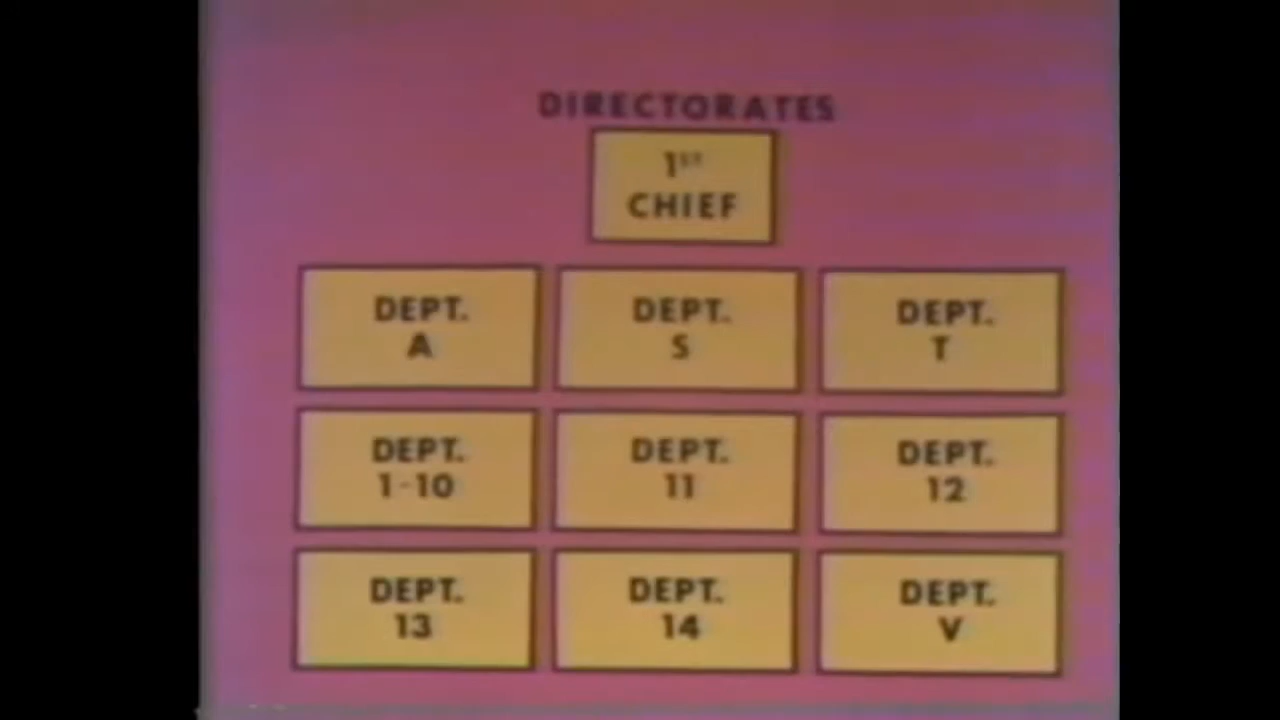 DIRECTORATES
1ST
CHIEF
DEPT.
A
DEPT.
S
DEPT.
T
DEPT.
1-10
DEPT.
11
DEPT.
12
DEPT.
13
DEPT.
14
DEPT.
V